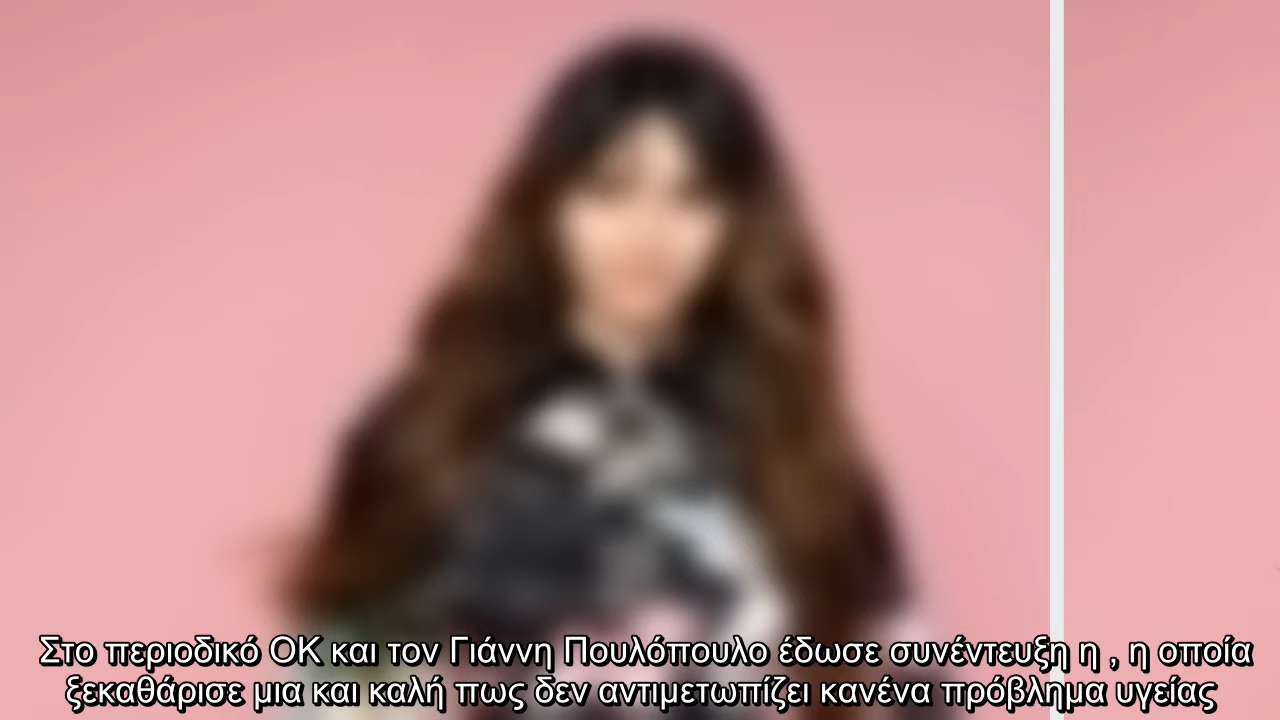 Στο περιοδικό ΟΚ και τον Γιάννη Πουλόπουλο έδωσε συνέντευξη η , η οποία
ξεκαθάρισε μια και καλή πως δεν αντιμετωπίζει κανένα πρόβλημα υγείας